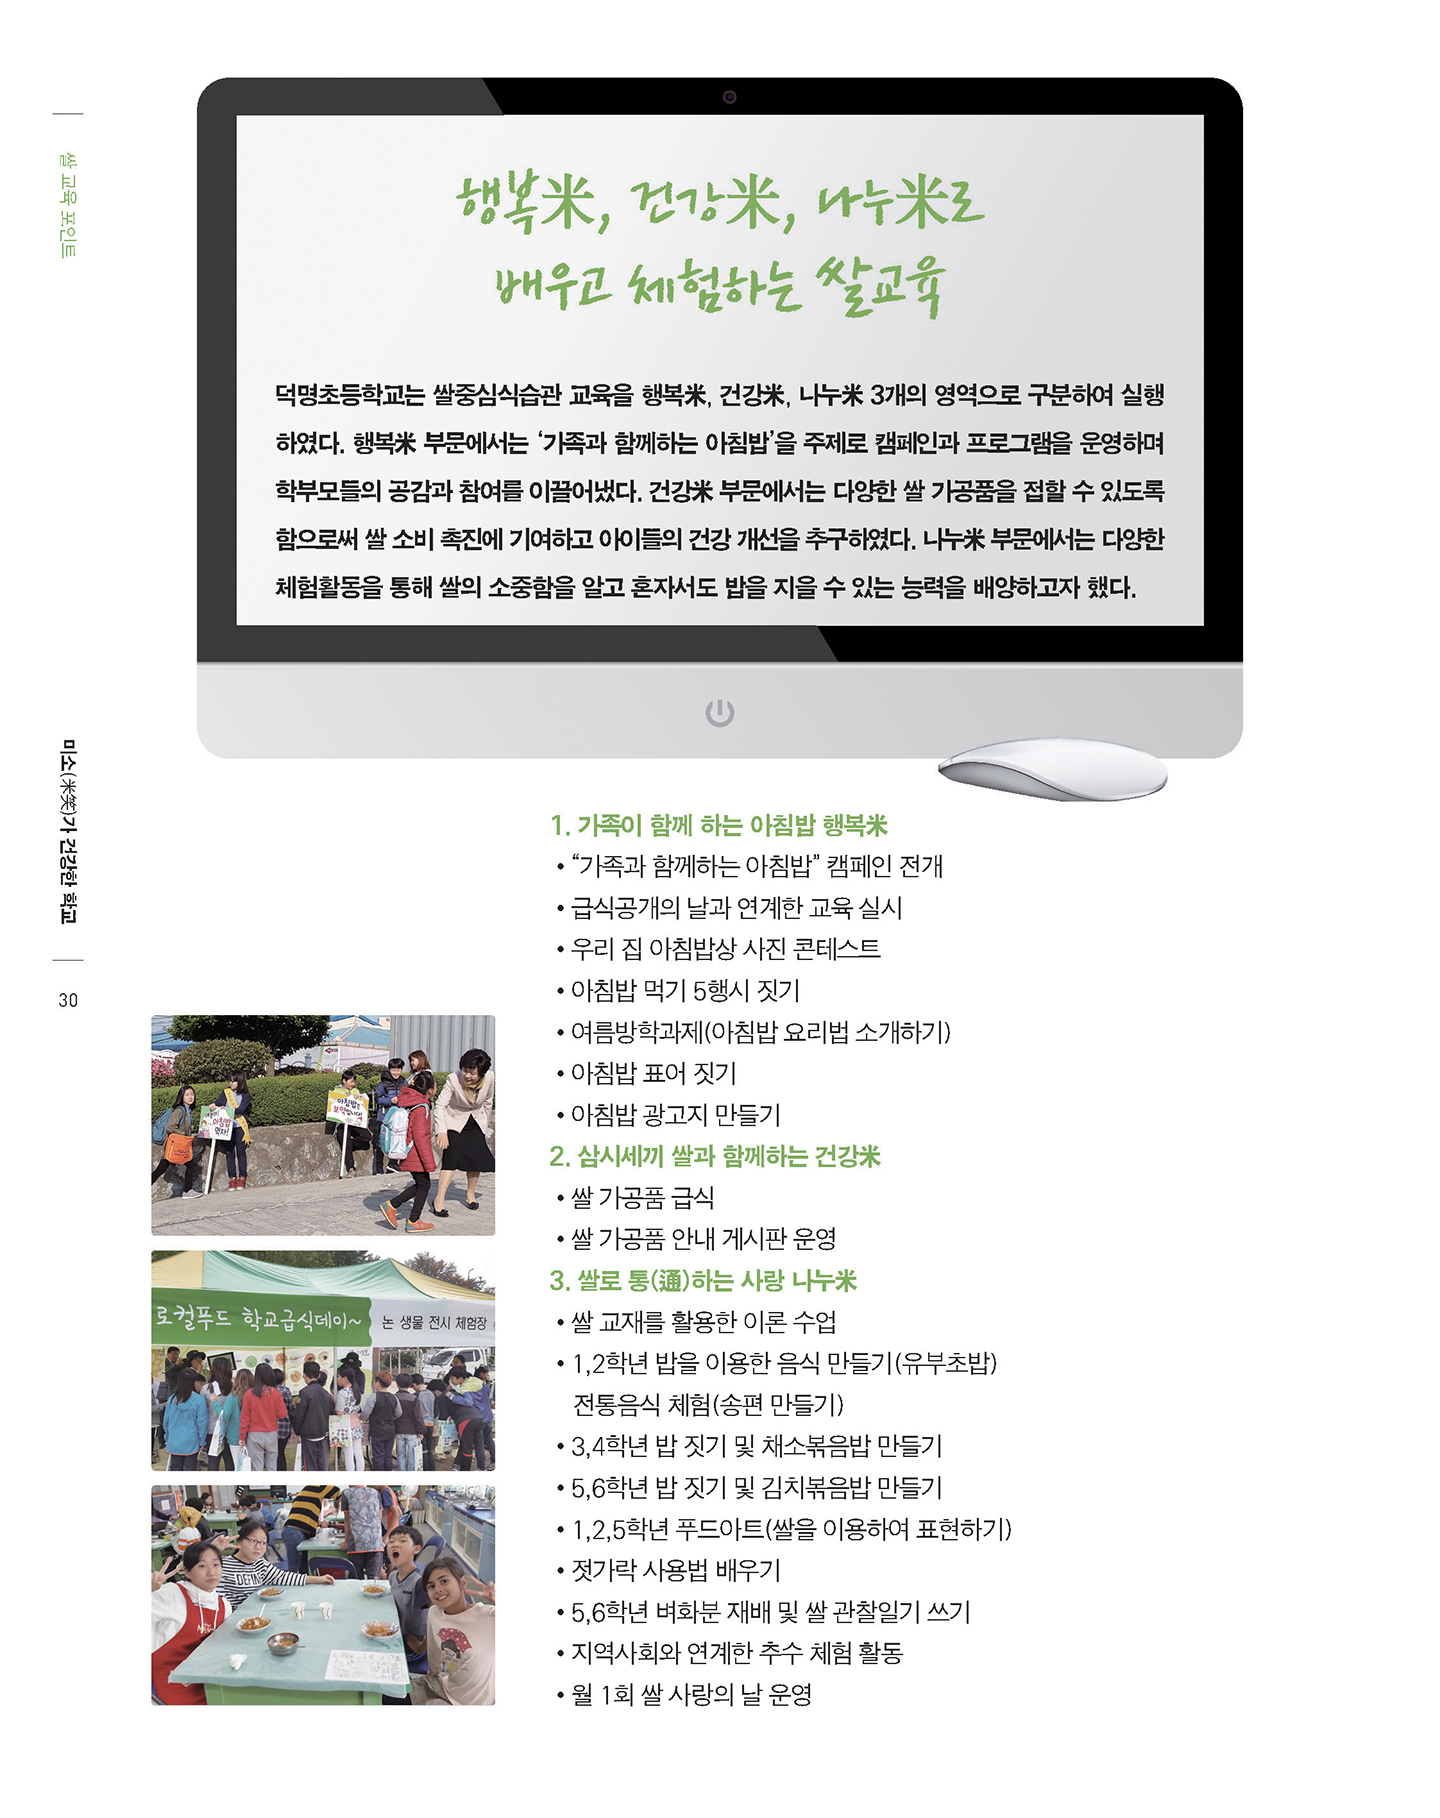 쌀 교육 포인트
미소(米笑)가 건강한 학교
30
행복米, 건강米, 나누米로
배우고 체험하는 쌀교육
덕명초등학교는 쌀중심식습관 교육을 행복米, 건강米, 나누米 3개의 영역으로 구분하여 실행
하였다. 행복米 부문에서는 ‘가족과 함께하는 아침밥’을 주제로 캠페인과 프로그램을 운영하며
학부모들의 공감과 참여를 이끌어냈다. 건강米 부문에서는 다양한 쌀 가공품을 접할 수 있도록
함으로써 쌀 소비 촉진에 기여하고 아이들의 건강 개선을 추구하였다. 나누米 부문에서는 다양한
체험활동을 통해 쌀의 소중함을 알고 혼자서도 밥을 지을 수 있는 능력을 배양하고자 했다.
1. 가족이 함께 하는 아침밥 행복米
• “가족과 함께하는 아침밥” 캠페인 전개
• 급식공개의 날과 연계한 교육 실시
• 우리 집 아침밥상 사진 콘테스트
• 아침밥 먹기 5행시 짓기
• 여름방학과제(아침밥 요리법 소개하기)
• 아침밥 표어 짓기
• 아침밥 광고지 만들기
2. 삼시세끼 쌀과 함께하는 건강米
• 쌀 가공품 급식
• 쌀 가공품 안내 게시판 운영
3. 쌀로 통(通)하는 사랑 나누米
• 쌀 교재를 활용한 이론 수업
• 1,2학년 밥을 이용한 음식 만들기(유부초밥)
전통음식 체험(송편 만들기)
• 3,4학년 밥 짓기 및 채소볶음밥 만들기
• 5,6학년 밥 짓기 및 김치볶음밥 만들기
• 1,2,5학년 푸드아트(쌀을 이용하여 표현하기)
• 젓가락 사용법 배우기
• 5,6학년 벼화분 재배 및 쌀 관찰일기 쓰기
• 지역사회와 연계한 추수 체험 활동
• 월 1회 쌀 사랑의 날 운영
아침밥
먹자!
아침밥은
보약입니다
로컬푸드 학교급식데이~
논 생물 전시 체험장
DEFINE